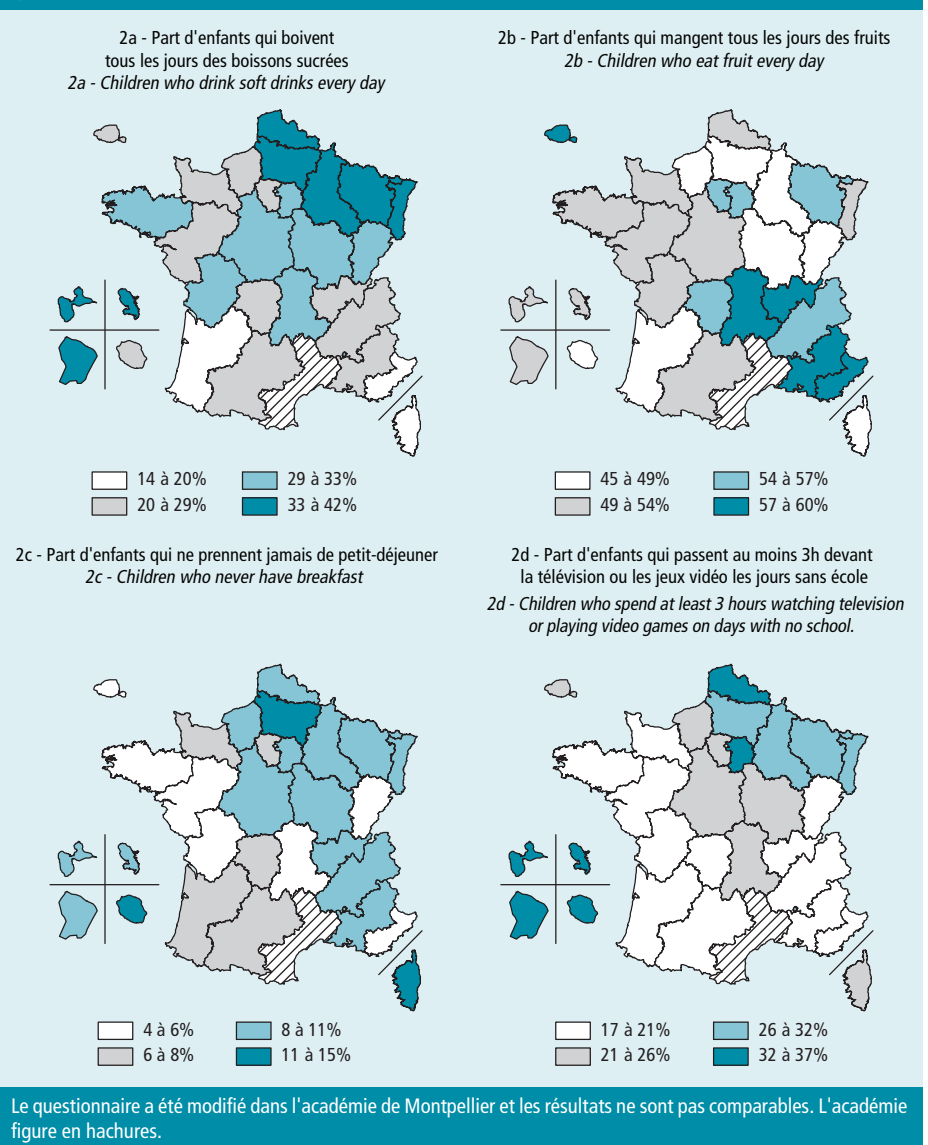 2a - Part d'enfants qui boivent
tous les jours des boissons sucrées
2a - Children who drink soft drinks every day
14 à 20%
29 à 33%
20 à 29%
33 à 42%
2b - Part d'enfants qui mangent tous les jours des fruits
2b - Children who eat fruit every day
45 à 49%
54 à 57%
49 à 54%
57 à 60%
2c - Part d'enfants qui ne prennent jamais de petit-déjeuner
2c - Children who never have breakfast
4 à 6%
8 à 11%
6 à 8%
11 à 15%
2d - Part d'enfants qui passent au moins 3h devant
la télévision ou les jeux vidéo les jours sans école
2d - Children who spend at least 3 hours watching television
or playing video games on days with no school.
17 à 21%
26 à 32%
21 à 26%
32 à 37%
Le questionnaire a été modifié dans l'académie de Montpellier et les résultats ne sont pas comparables. L'académie
figure en hachures.